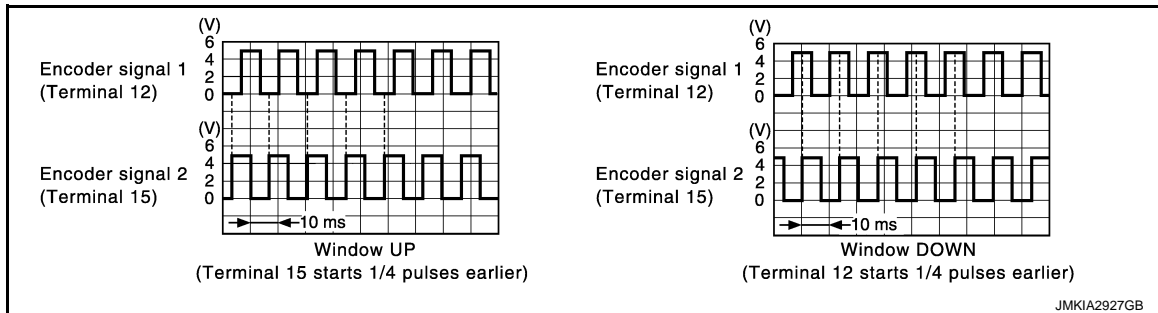 (V)
6
4
2
0
Encoder signal 1
(Terminal 12)
(V)
6
4
2
0
Encoder signal 2
(Terminal 15)
10 ms
Window UP
(Terminal 15 starts 1/4 pulses earlier)
(V)
6
4
2
0
Encoder signal 1
(Terminal 12)
(V)
6
4
2
0
Encoder signal 2
(Terminal 15)
10 ms
Window DOWN
(Terminal 12 starts 1/4 pulses earlier)
JMKIA2927GB